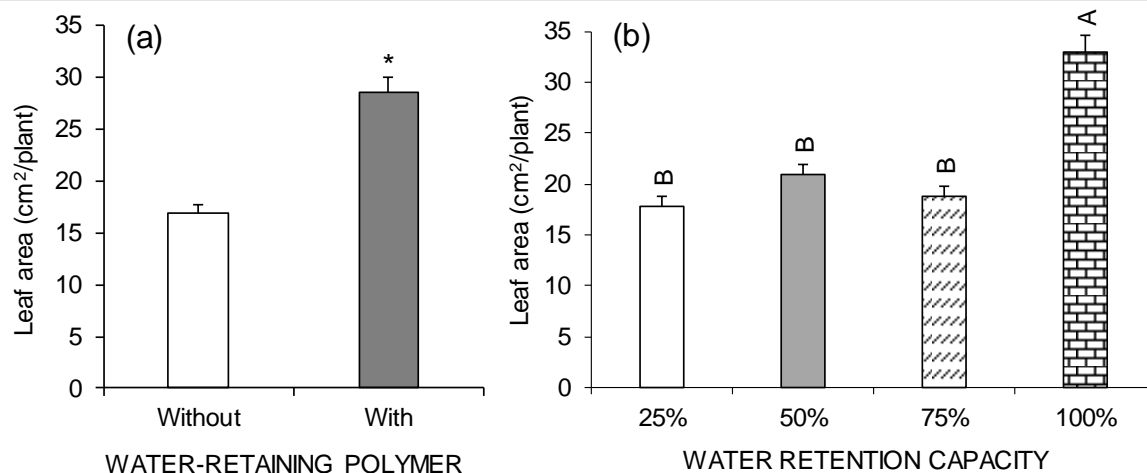 (a)
Leaf area (cm²/plant)
35
30
25
20
15
10
5
0
*
Without With
WATER-RETAINING POLYMER
(b)
Leaf area (cm²/plant)
35
30
25
20
15
10
5
0
B B B A
25% 50% 75% 100%
WATER RETENTION CAPACITY